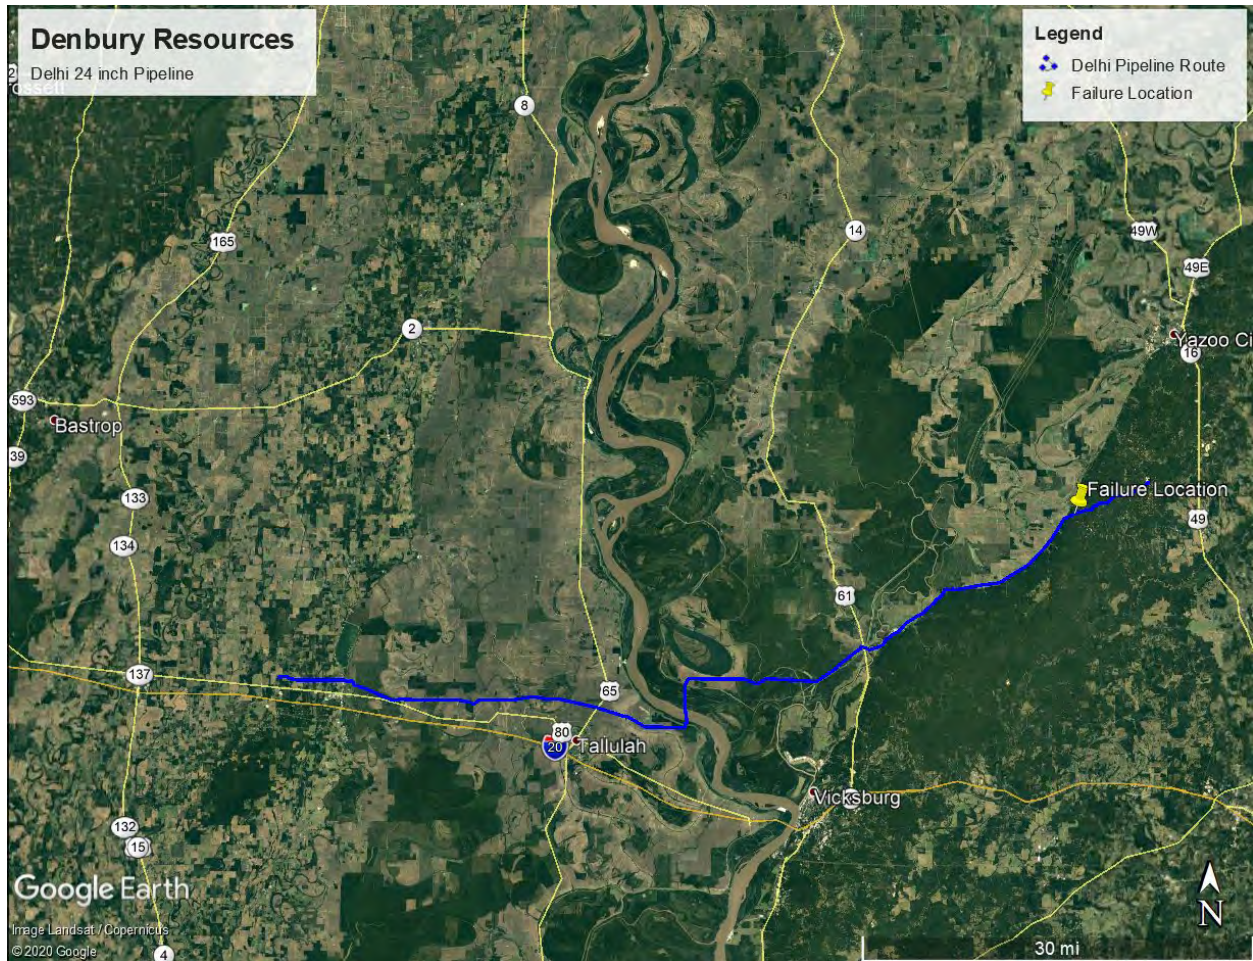 Denbury Resources
Delhi 24 inch Pipeline
Legend
Delhi Pipeline Route
Failure Location
8
165
14
49W
49E
2
Yazoo Ci
16
593
Bastrop
39
133
Failure Location
134
49
61
137
65
80
20
Tallulah
Vicksburg
132
15
Google Earth
Image Landsat / Copernicus
© 2020 Google
4
N
30 mi